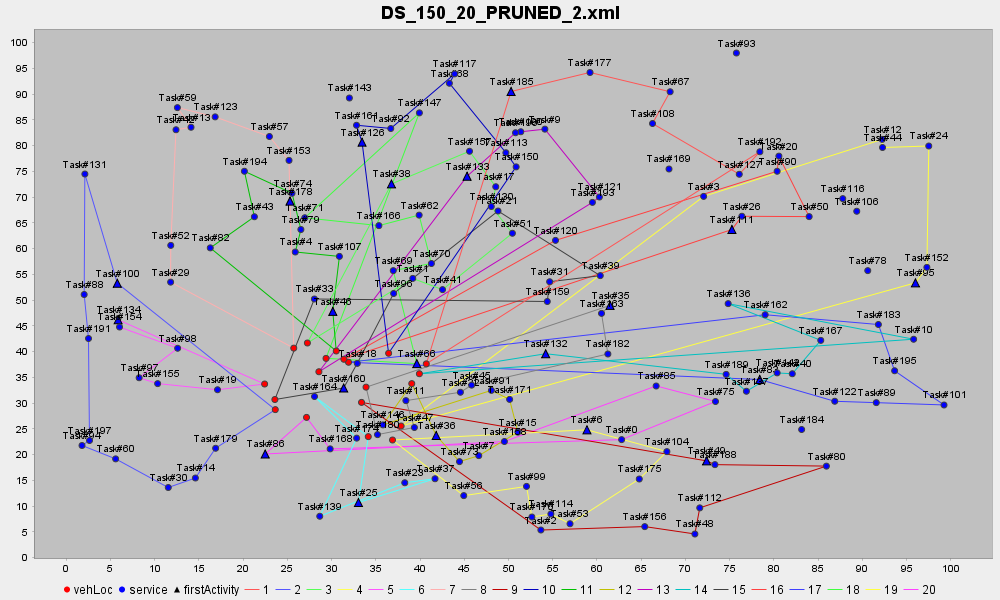 DS_150_20_PRUNED_2.xml
100
Task#93
95
Task#117
Task#177
Task#68
90
Task#143
Task#185
Task#67
Task#59
Task#147
Task#123
85
Task#13
Task#161
Task#92
Task#9
Task#108
Task#12
Task#57
Task#126
80
Task#44
Task#24
Task#113
Task#192
Task#20
Task#153
75
Task#131
Task#194
Task#150
Task#133
Task#169
Task#127
Task#90
Task#74
Task#38
Task#17
70
Task#178
Task#121
Task#193
Task#3
Task#116
Task#43
Task#71
Task#166
Task#40
Task#21
Task#26
Task#50
Task#106
65
Task#79
Task#51
Task#111
60
Task#52
Task#82
Task#4
Task#107
Task#120
55
Task#29
Task#69
Task#70
Task#1
Task#31
Task#39
Task#78
Task#152
Task#100
Task#95
50
Task#88
Task#33
Task#96
Task#41
Task#159
Task#136
45
Task#134
Task#154
Task#46
Task#35
Task#163
Task#162
Task#183
40
Task#191
Task#98
Task#132
Task#182
Task#167
Task#10
35
Task#97
Task#155
Task#18
Task#66
Task#189
Task#195
30
Task#19
Task#164
Task#160
Task#11
Task#45
Task#91
Task#171
Task#85
Task#75
Task#122
Task#89
Task#101
25
Task#197
Task#146
Task#47
Task#15
Task#6
Task#184
20
Task#60
Task#179
Task#86
Task#168
Task#174
Task#36
Task#7
Task#73
Task#0
Task#104
15
Task#30
Task#14
Task#23
Task#37
Task#175
Task#188
Task#80
10
Task#139
Task#25
Task#56
Task#99
Task#114
Task#112
5
Task#2
Task#53
Task#156
Task#48
0
0 5 10 15 20 25 30 35 40 45 50 55 60 65 70 75 80 85 90 95 100
vehLoc service firstActivity 1 2 3 4 5 6 7 8 9 10 11 12 13 14 15 16 17 18 19 20